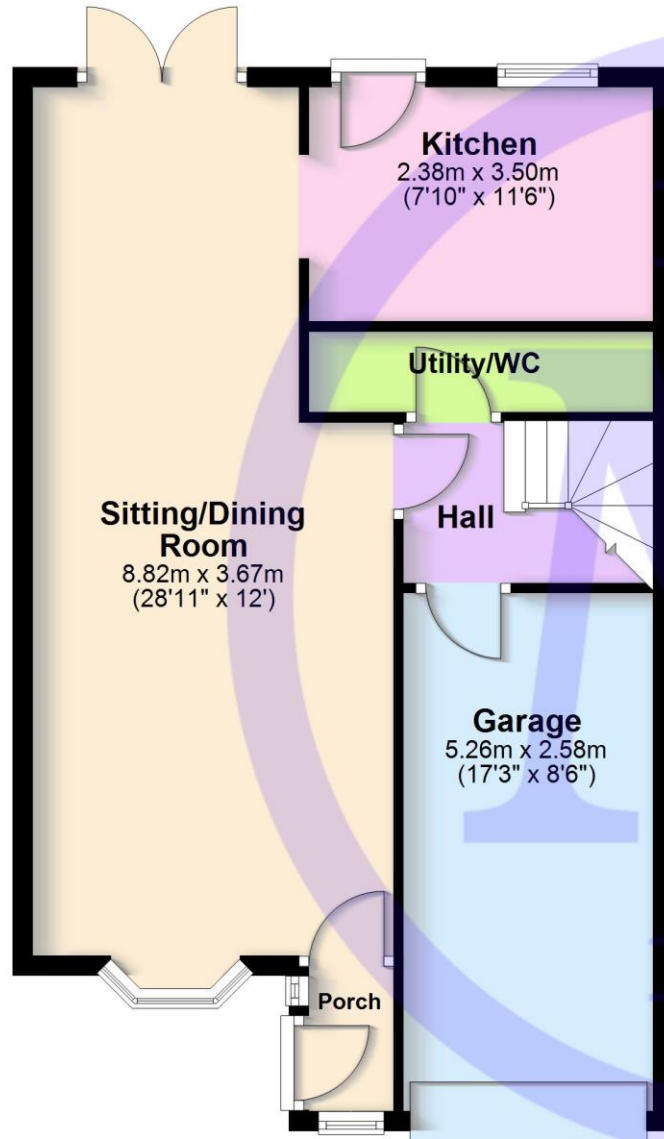 Kitchen
2.38m x 3.50m
(7'10" x 11'6")
Utility/WC
Sitting/Dining
Room
8.82m x 3.67m
(28'11" x 12')
Hall
Garage
5.26m x 2.58m
(17'3" x 8'6")
Porch